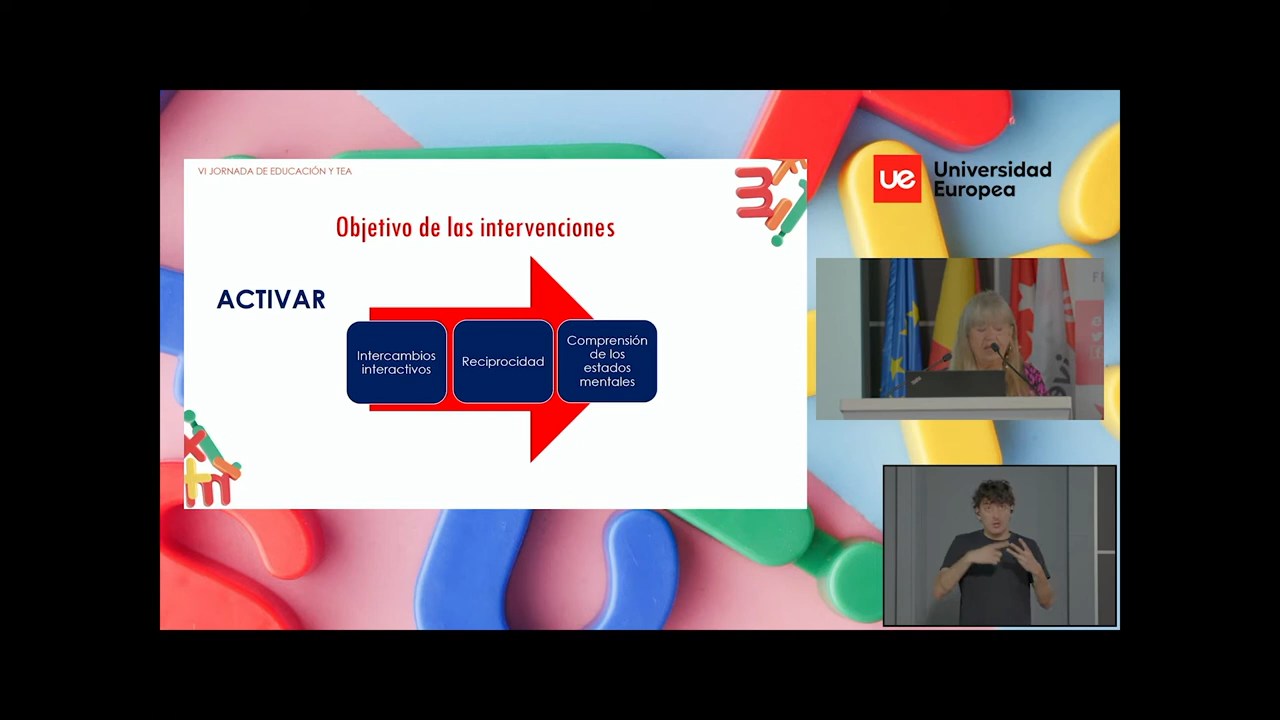 VI JORNADA DE EDUCACIÓN Y TEA
Objetivo de las intervenciones
ACTIVAR
Intercambios
interactivos
Reciprocidad
Comprensión
de los
estados
mentales
ue Universidad
Europea